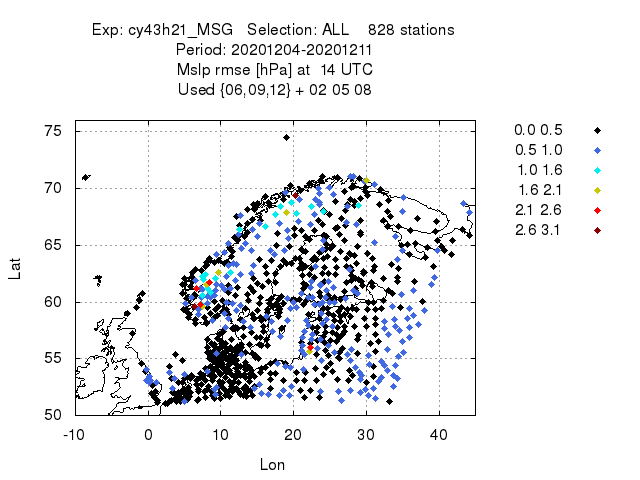 Exp: cy43h21_MSG   Selection: ALL    828 stations
Period: 20201204-20201211
Mslp rmse [hPa] at  14 UTC
Used {06,09,12} + 02 05 08
0.0 0.5
0.5 1.0
1.0 1.6
1.6 2.1
2.1 2.6
2.6 3.1
75
70
65
60
55
50
Lat
-10 0 10 20 30 40
Lon